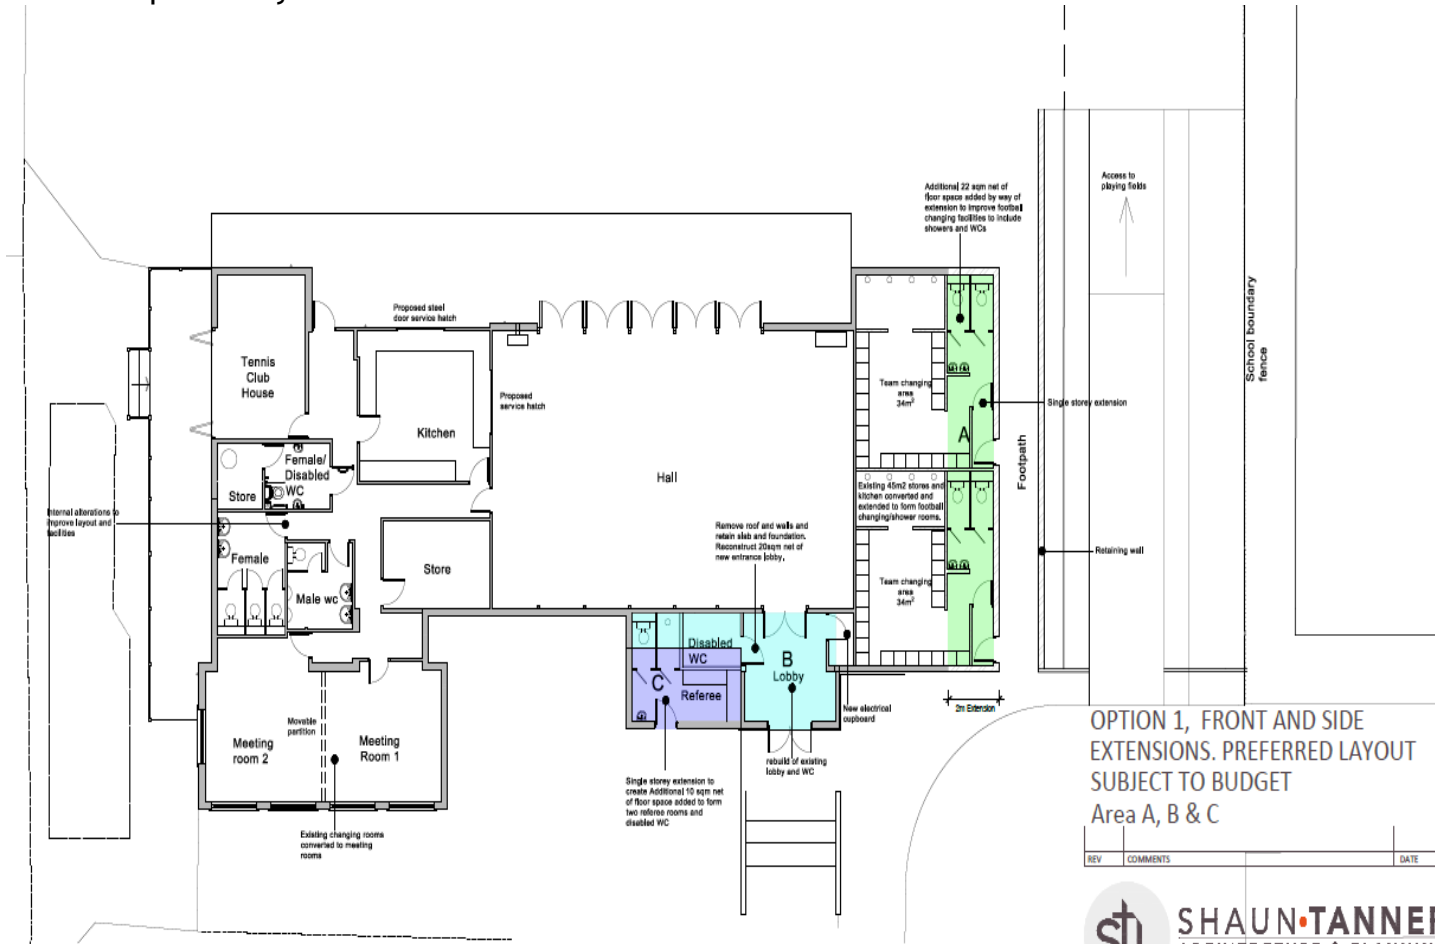 Additional 22 sqm net of
floor space added by way of
extension to improve football
changing facilities to include
showers and WCs
Access to
playing fields
School boundary
fence
Proposed steel
door service hatch
Tennis
Club
House
Proposed
service hatch
Kitchen
Team changing
area
34m²
Single storey extension
A
Footpath
Female/
Disabled
WC
Store
Hall
Existing 45m2 stores and
kitchen converted and
extended to form football
changing/shower rooms.
Internal alterations to
improve layout and
facilities
Remove roof and walls and
retain slab and foundation.
Reconstruct 20sqm net of
new entrance lobby.
Retaining wall
Female
Store
Male wc
Team changing
area
34m²
Disabled
WC
B
Lobby
C
Referee
New electrical
cupboard
2m Extension
Movable
partition
Meeting
room 2
Meeting
Room 1
rebuild of existing
lobby and WC
Single storey extension to
create Additional 10 sqm net
of floor space added to form
two referee rooms and
disabled WC
Existing changing rooms
converted to meeting
rooms
OPTION 1, FRONT AND SIDE
EXTENSIONS. PREFERRED LAYOUT
SUBJECT TO BUDGET
Area A, B & C
REV COMMENTS DATE
SHAUN•TANNER